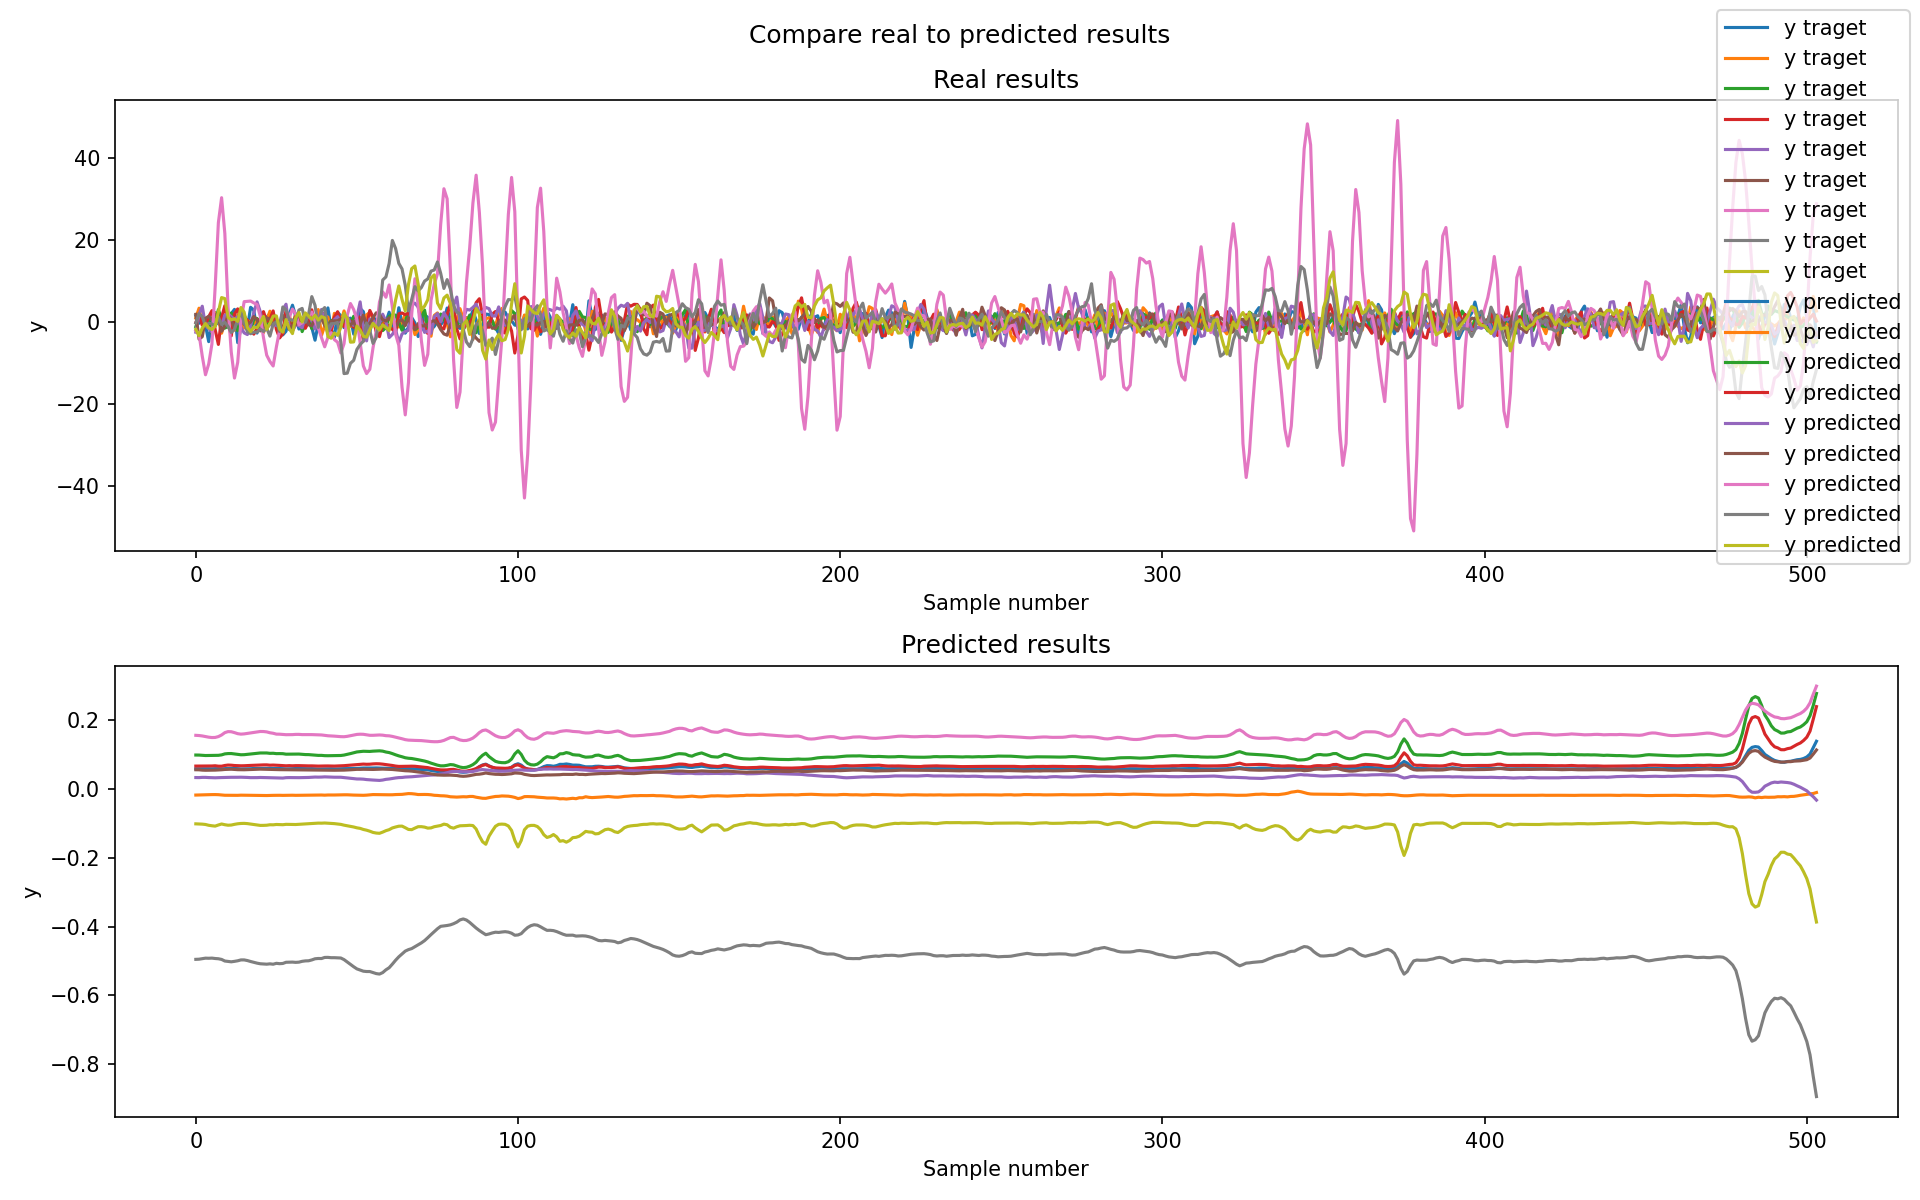 Compare real to predicted results
Real results
y traget
y traget
y traget
y traget
y traget
y traget
y traget
y traget
y traget
y predicted
y predicted
y predicted
y predicted
y predicted
y predicted
y predicted
y predicted
y predicted
40
20
0
−20
−40
y
0
100
200
300
400
500
Sample number
Predicted results
0.2
0.0
−0.2
−0.4
−0.6
−0.8
y
0
100
200
300
400
500
Sample number